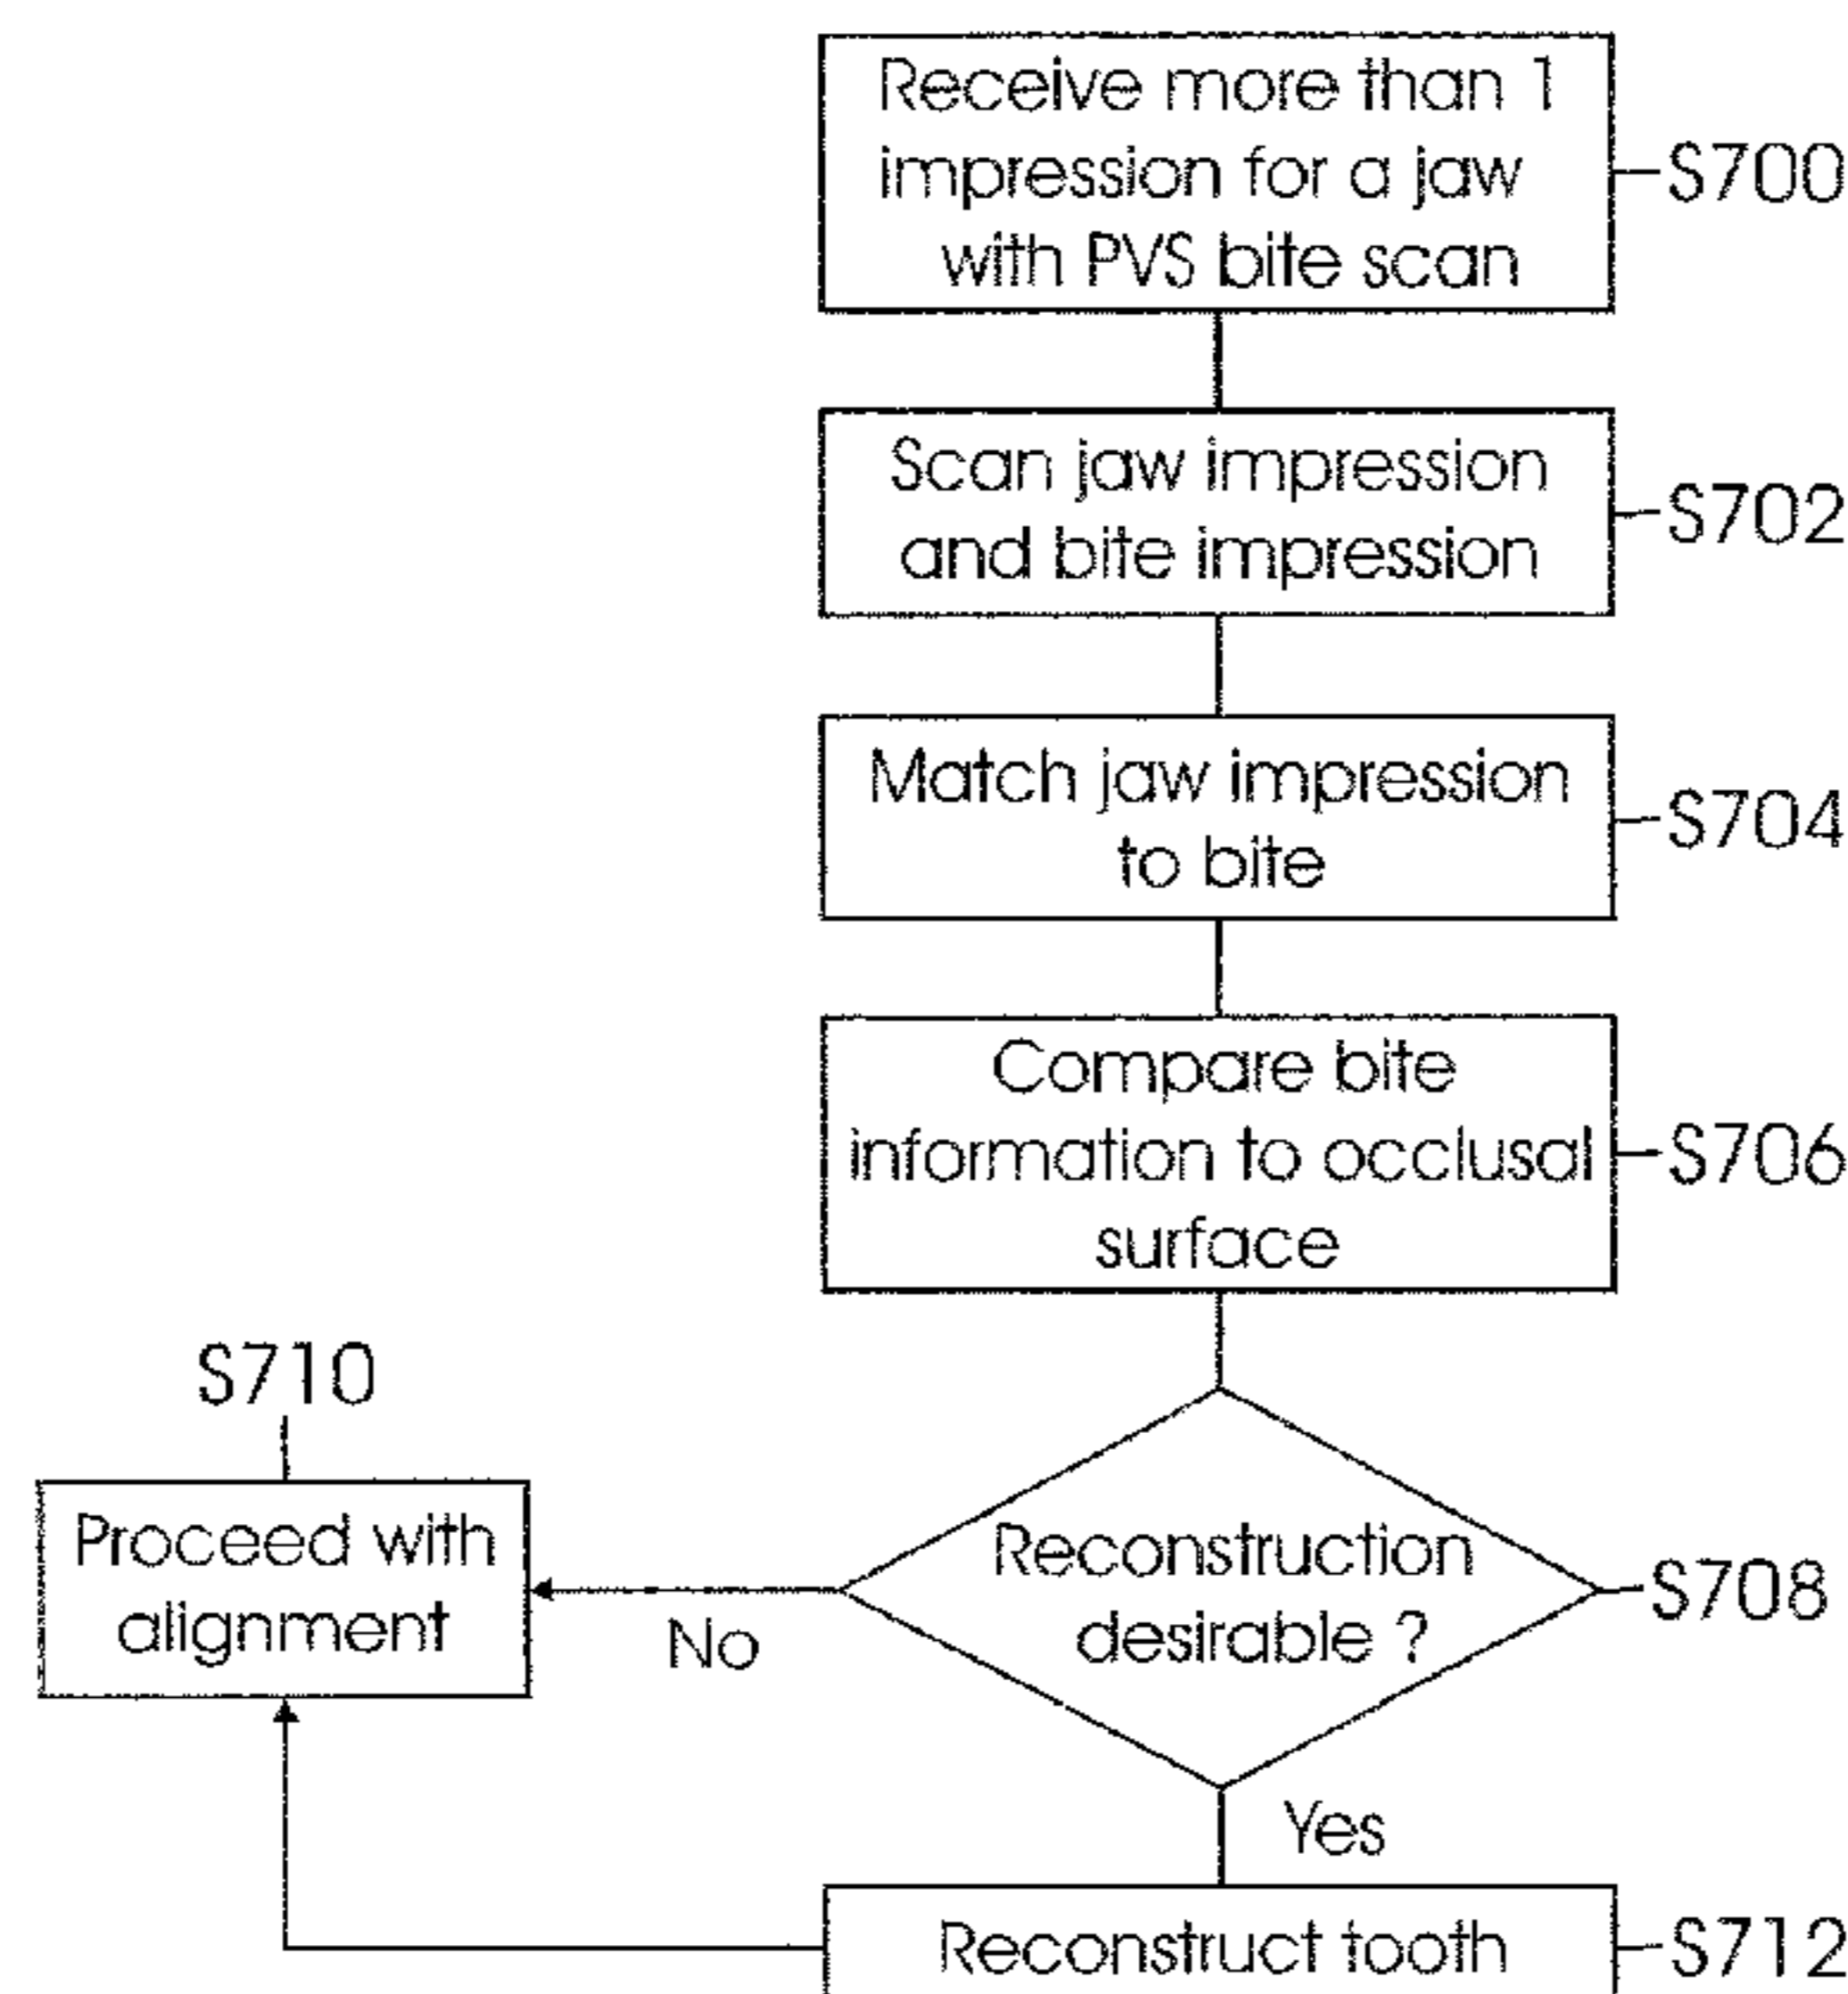 Receive more than 1
impression for a jaw
with PVS bite scan
S700
Scan jaw impression
and bite impression
S702
Match jaw impression
to bite
S704
Compare bite
information to occlusal
surface
S706
Reconstruction
desirable ?
S708
No
S710
Proceed with
alignment
Yes
Reconstruct tooth
S712